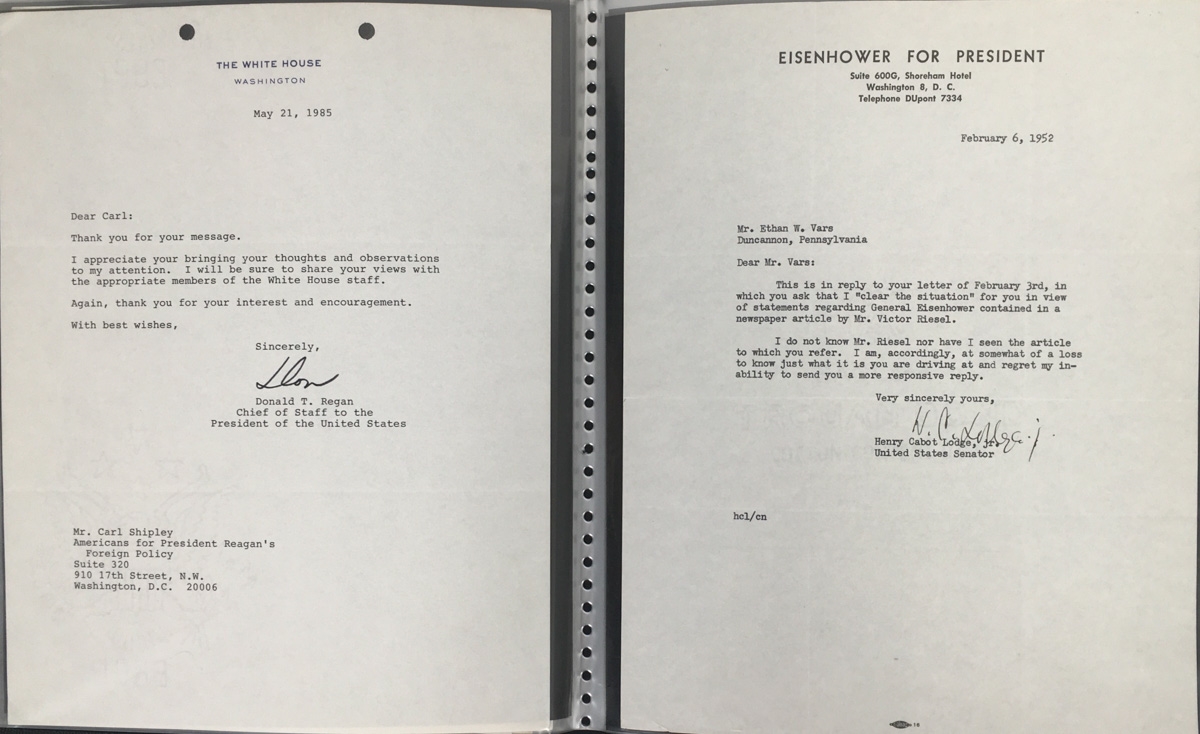 THE WHITE HOUSE
WASHINGTON
May 21, 1985
Dear Carl:
Thank you for your message.
I appreciate your bringing your thoughts and observations
to my attention.  I will be sure to share your views with
the appropriate members of the White House staff.
Again, thank you for your interest and encouragement.
With best wishes,
Sincerely,
Don
Donald T. Regan
Chief of Staff to the
President of the United States
Mr. Carl Shipley
Americans for President Reagan's
Foreign Policy
Suite 320
910 17th Street, N.W.
Washington, D.C.  20006
EISENHOWER FOR PRESIDENT
Suite 600G, Shoreham Hotel
Washington 8, D. C.
Telephone DUpont 7334
February 6, 1952
Mr. Ethan W. Vars
Duncannon, Pennsylvania
Dear Mr. Vars:
This is in reply to your letter of February 3rd, in
which you ask that I "clear the situation" for you in view
of statements regarding General Eisenhower contained in a
newspaper article by Mr. Victor Riesel.
I do not know Mr. Riesel nor have I seen the article
to which you refer.  I am, accordingly, at somewhat of a loss
to know just what it is you are driving at and regret my in-
ability to send you a more responsive reply.
Very sincerely yours,
H. C. Lodge, j.
Henry Cabot Lodge, Jr.
United States Senator
hcl/cn